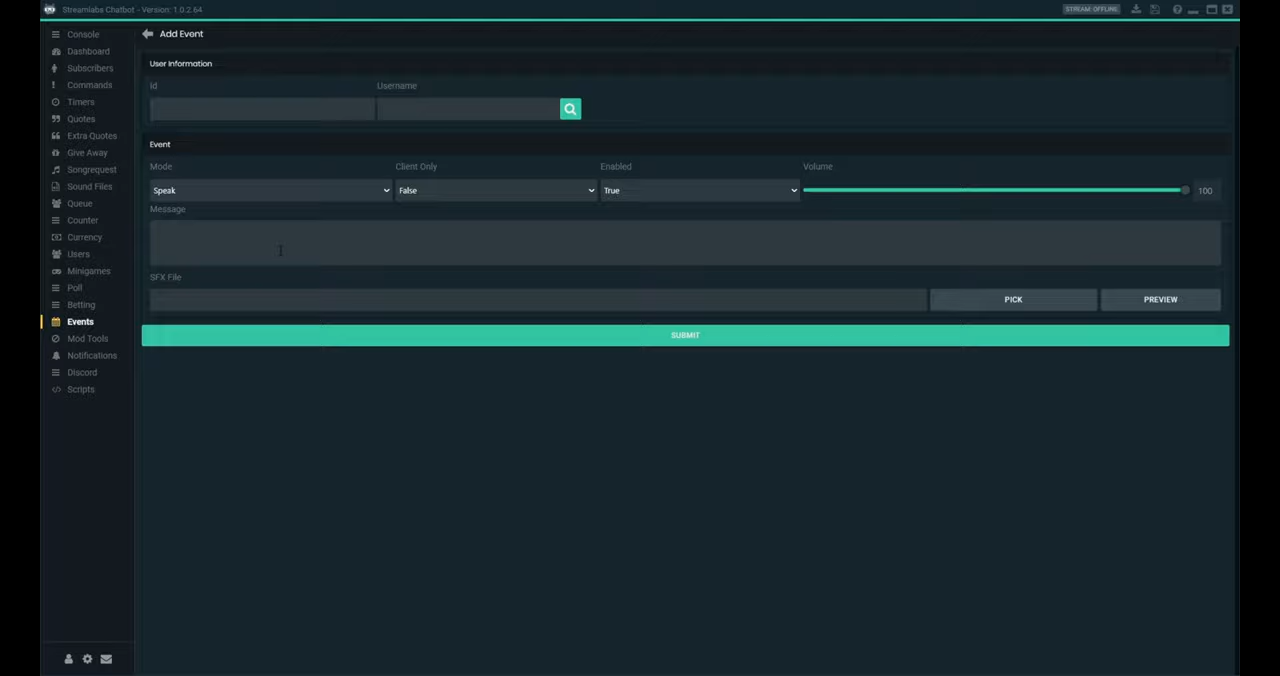 Streamlabs Chatbot - Version: 1.0.2.64
STREAM: OFFLINE
Console
Dashboard
Subscribers
Commands
Timers
Quotes
Extra Quotes
Give Away
Songrequest
Sound Files
Queue
Counter
Currency
Users
Minigames
Poll
Betting
Events
Mod Tools
Notifications
Discord
Scripts
Add Event
User Information
Id Username
Event
Mode Client Only Enabled Volume
Speak False True 100
Message
SFX File
PICK PREVIEW
SUBMIT